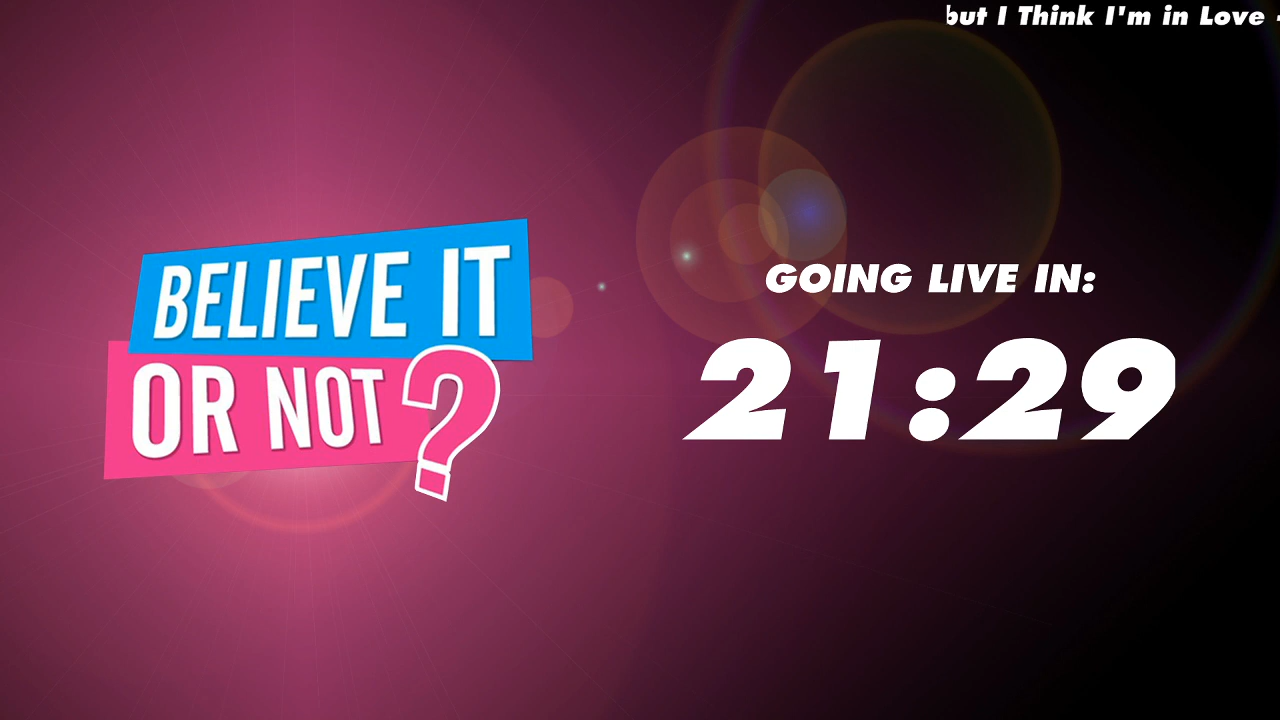 but I Think I'm in Love
BELIEVE IT
OR NOT?
GOING LIVE IN:
21:29